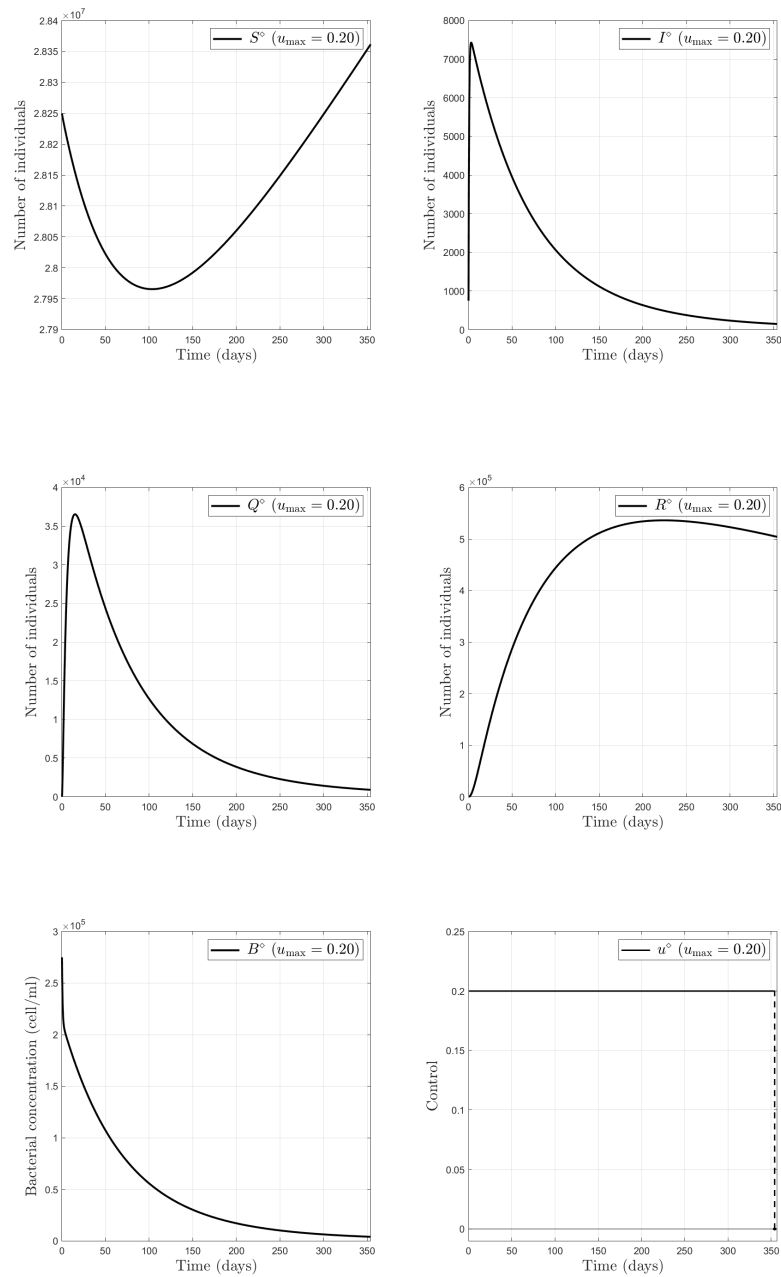 ×10⁷
2.84
2.835
2.83
2.825
2.82
2.815
2.81
2.805
2.8
2.795
2.79
Number of individuals
S⋄ (u_max = 0.20)
0 50 100 150 200 250 300 350
Time (days)
8000
7000
6000
5000
4000
3000
2000
1000
0
Number of individuals
I⋄ (u_max = 0.20)
0 50 100 150 200 250 300 350
Time (days)
×10⁴
4
3.5
3
2.5
2
1.5
1
0.5
0
Number of individuals
Q⋄ (u_max = 0.20)
0 50 100 150 200 250 300 350
Time (days)
×10⁵
6
5
4
3
2
1
0
Number of individuals
R⋄ (u_max = 0.20)
0 50 100 150 200 250 300 350
Time (days)
×10⁵
3
2.5
2
1.5
1
0.5
0
Bacterial concentration (cell/ml)
B⋄ (u_max = 0.20)
0 50 100 150 200 250 300 350
Time (days)
0.25
0.2
0.15
0.1
0.05
0
Control
u⋄ (u_max = 0.20)
0 50 100 150 200 250 300 350
Time (days)